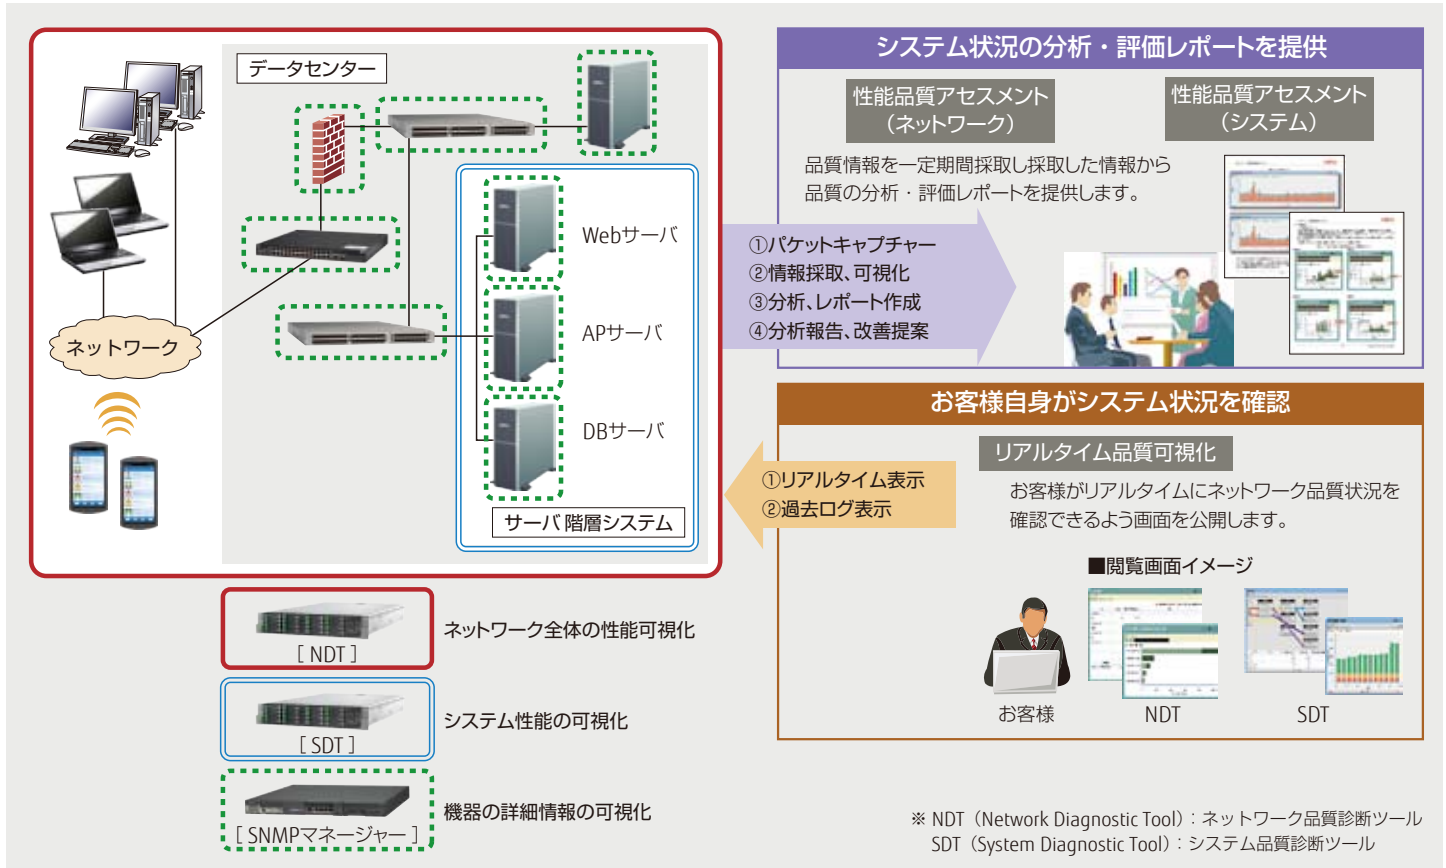 データセンター
ネットワーク
Webサーバ
APサーバ
DBサーバ
サーバ階層システム
[ NDT ]
ネットワーク全体の性能可視化
[ SDT ]
システム性能の可視化
[ SNMPマネージャー ]
機器の詳細情報の可視化
システム状況の分析・評価レポートを提供
性能品質アセスメント
（ネットワーク）
性能品質アセスメント
（システム）
品質情報を一定期間採取し採取した情報から
品質の分析・評価レポートを提供します。
①パケットキャプチャー
②情報採取、可視化
③分析、レポート作成
④分析報告、改善提案
お客様自身がシステム状況を確認
リアルタイム品質可視化
①リアルタイム表示
②過去ログ表示
お客様がリアルタイムにネットワーク品質状況を
確認できるよう画面を公開します。
■閲覧画面イメージ
お客様
NDT
SDT
※ NDT（Network Diagnostic Tool）：ネットワーク品質診断ツール
SDT（System Diagnostic Tool）：システム品質診断ツール